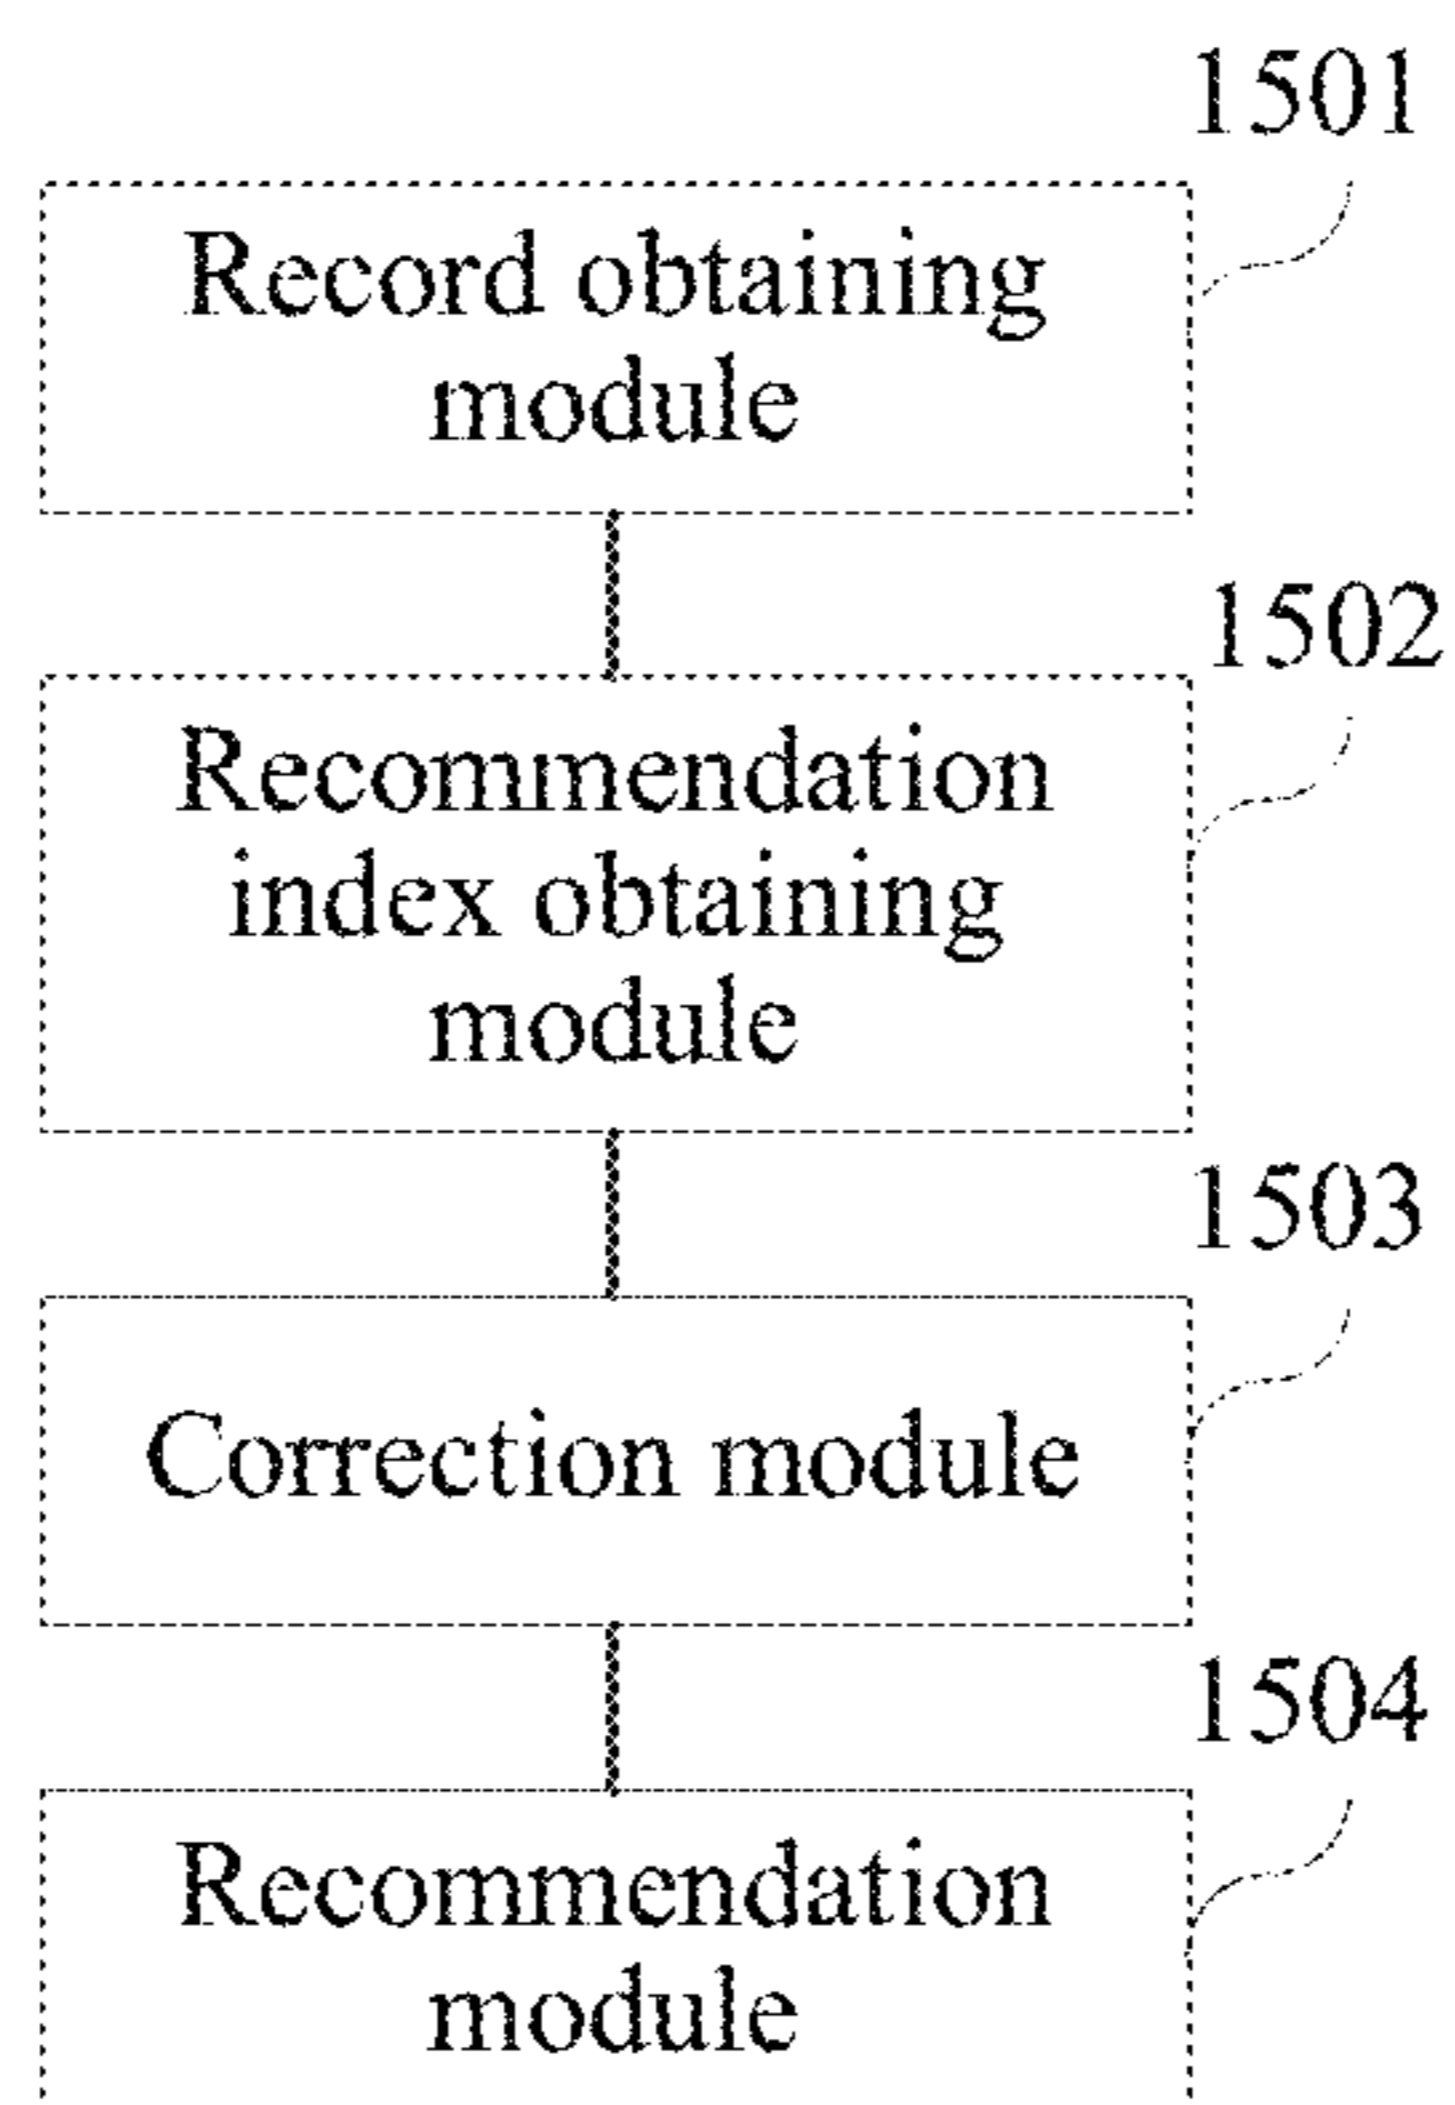 1501
Record obtaining
module
1502
Recommendation
index obtaining
module
1503
Correction module
1504
Recommendation
module